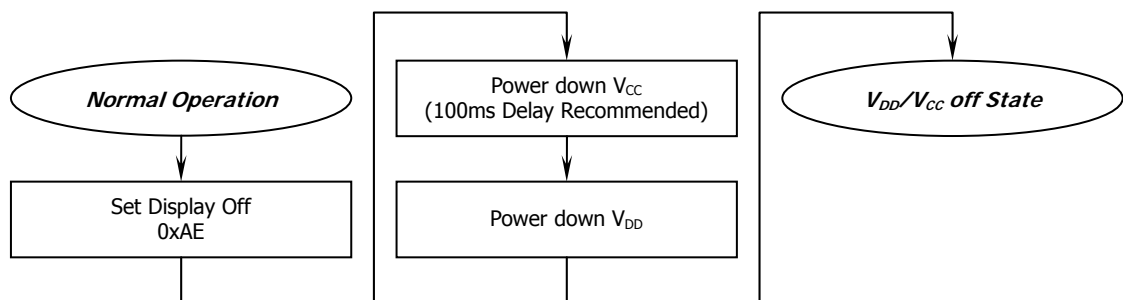 Normal Operation
Set Display Off
0xAE
Power down VCC
(100ms Delay Recommended)
Power down VDD
VDD/VCC off State